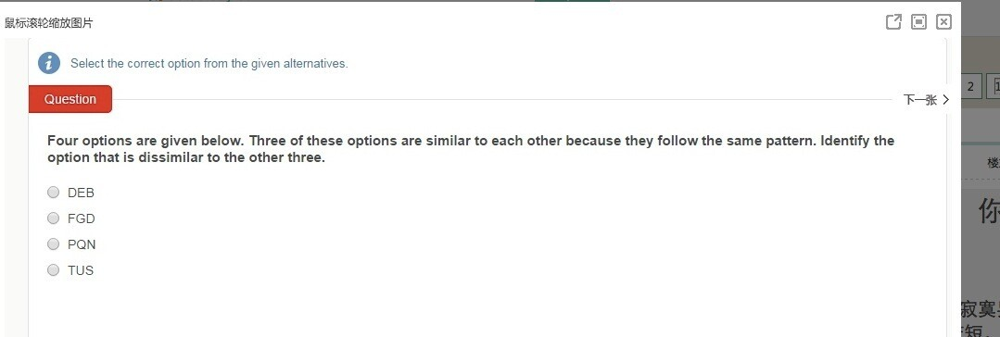 鼠标滚轮缩放图片
Select the correct option from the given alternatives.
Question
下一张
2
Four options are given below. Three of these options are similar to each other because they follow the same pattern. Identify the
option that is dissimilar to the other three.
DEB
FGD
PQN
TUS
你
寂寞
短